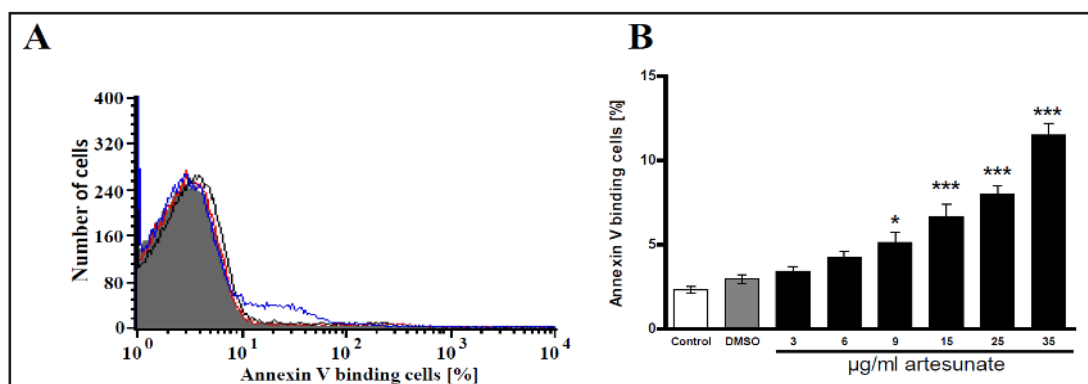 A
Number of cells
400
320
240
160
80
0
10⁰ 10¹ 10² 10³ 10⁴
Annexin V binding cells [%]
B
Annexin V binding cells [%]
15
10
5
0
*
***
***
***
Control DMSO 3 6 9 15 25 35
µg/ml artesunate